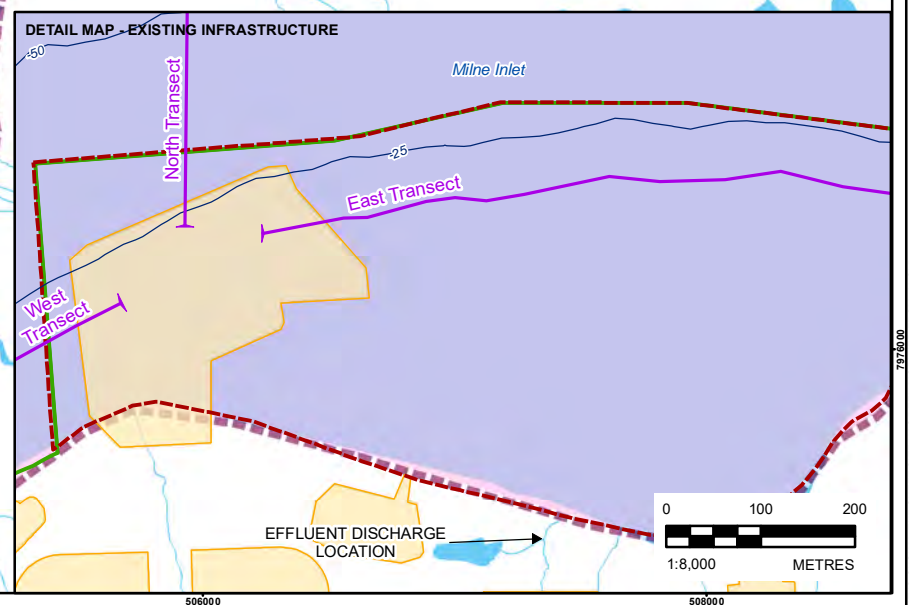 DETAIL MAP - EXISTING INFRASTRUCTURE
-50
Milne Inlet
North Transect
-25
East Transect
West
Transect
7976000
EFFLUENT DISCHARGE
LOCATION
0 100 200
1:8,000 METRES
506000 508000